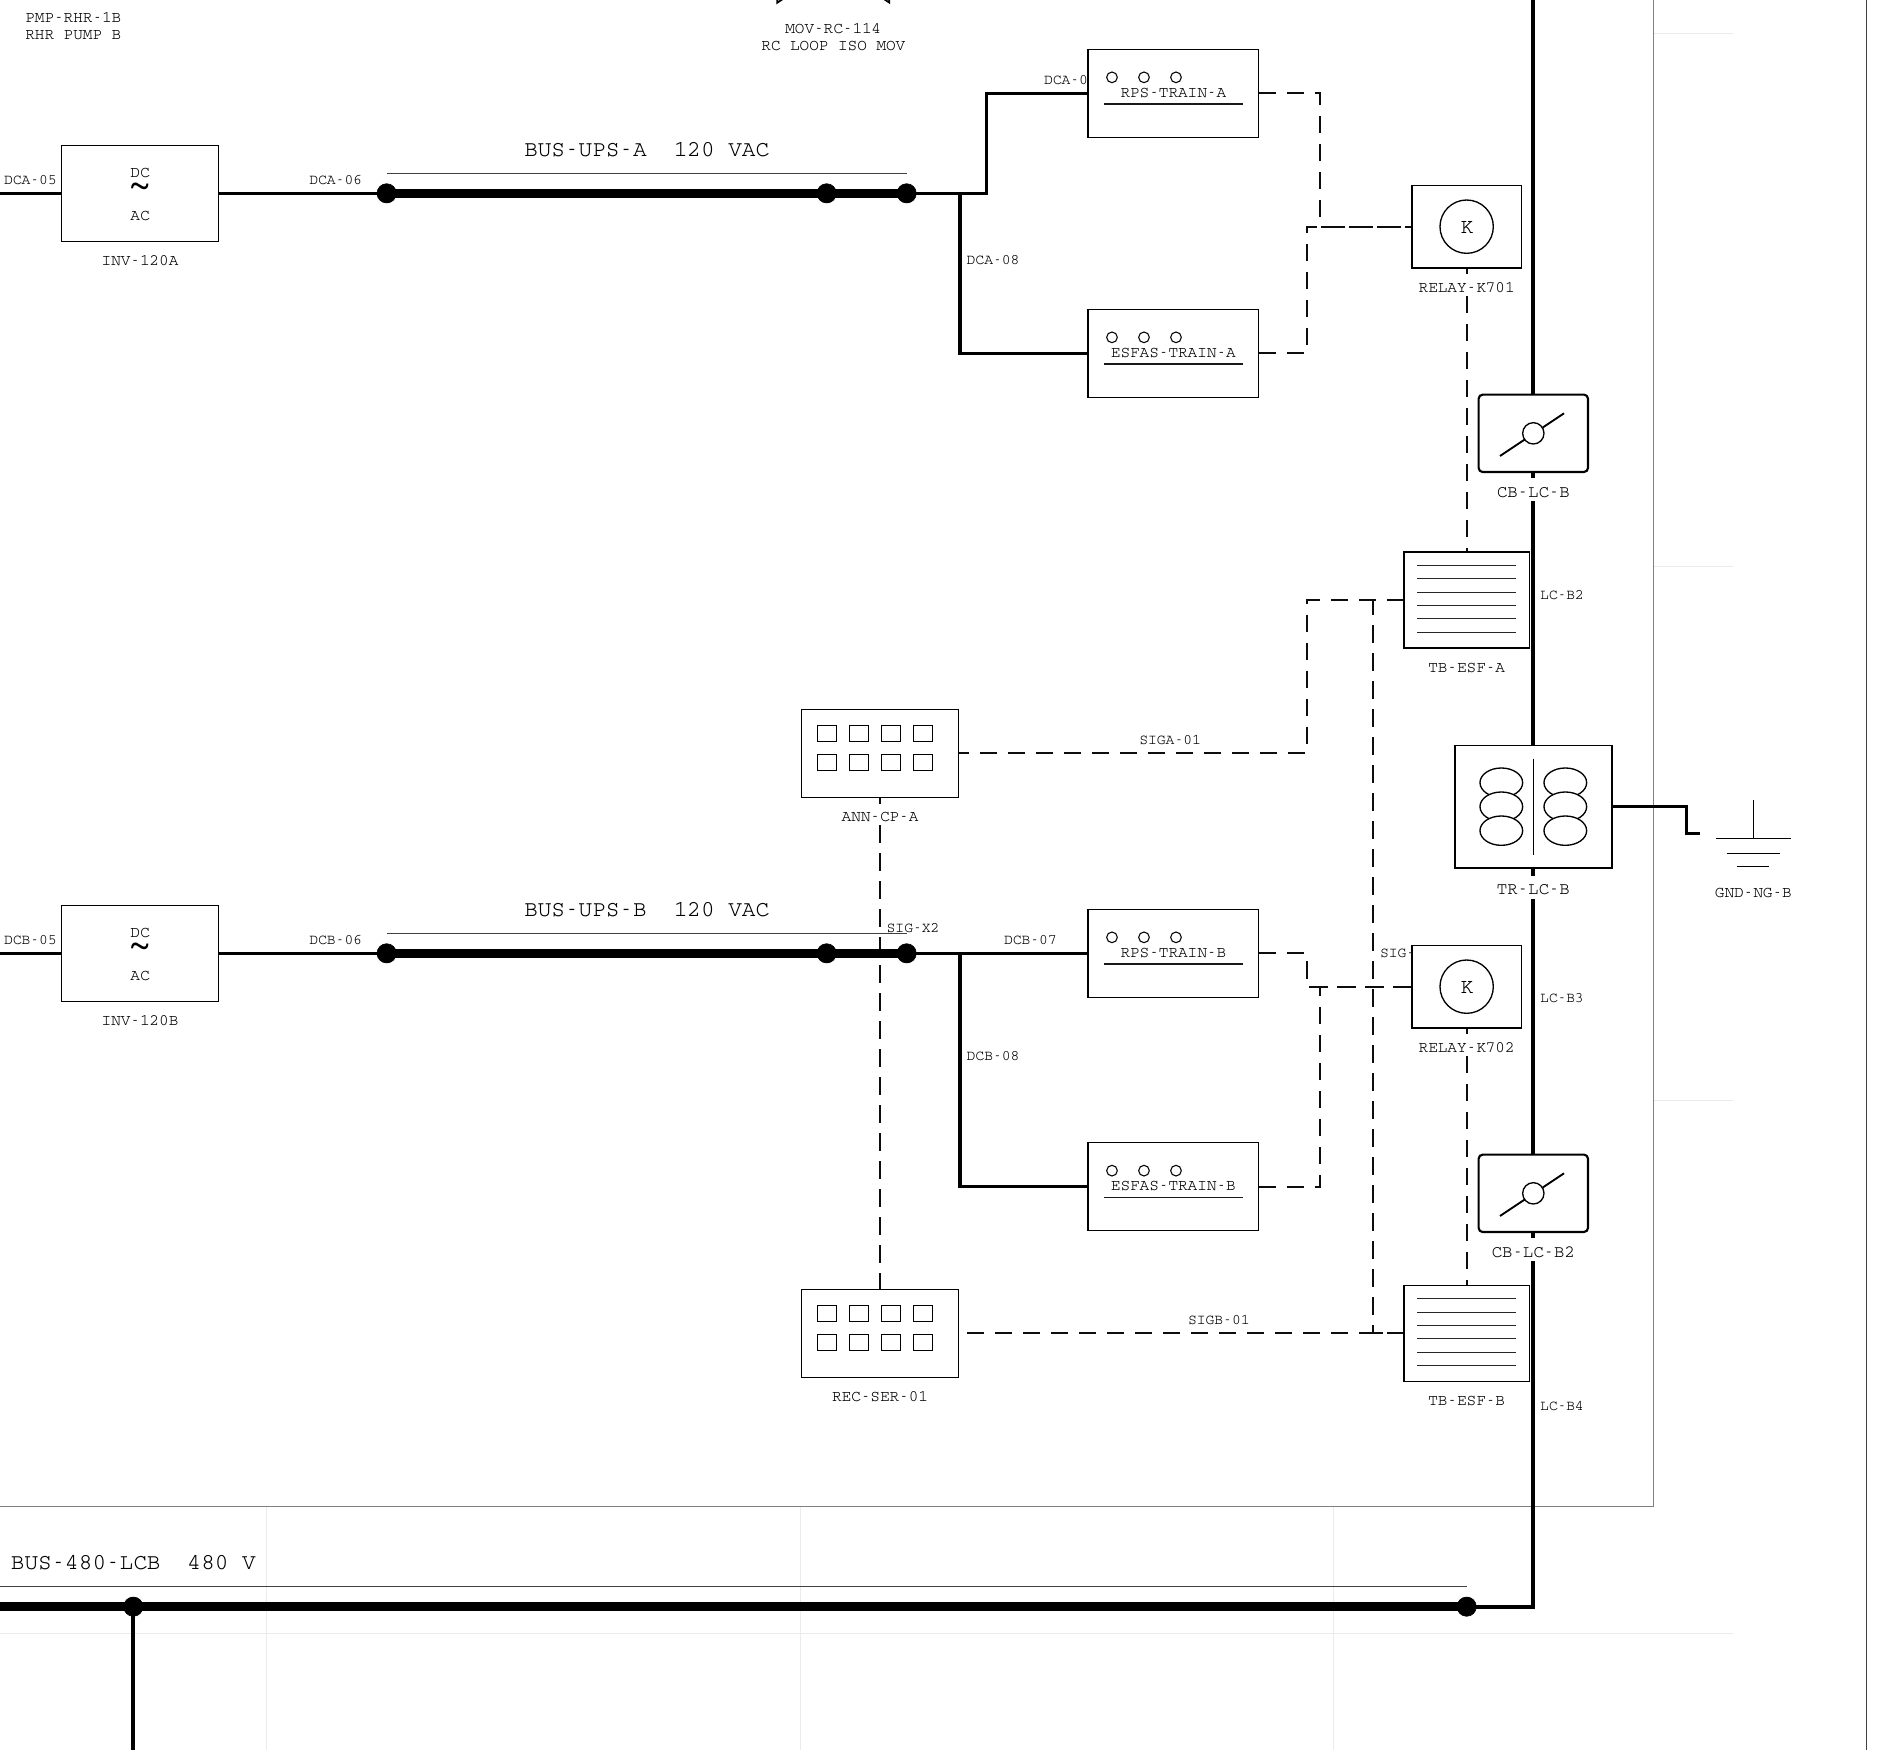 PMP-RHR-1B
RHR PUMP B
MOV-RC-114
RC LOOP ISO MOV
DCA-0
RPS-TRAIN-A
BUS-UPS-A 120 VAC
DCA-05
DC
~
AC
DCA-06
INV-120A
K
RELAY-K701
DCA-08
ESFAS-TRAIN-A
CB-LC-B
LC-B2
TB-ESF-A
SIGA-01
ANN-CP-A
TR-LC-B
GND-NG-B
BUS-UPS-B 120 VAC
SIG-X2
DCB-05
DC
~
AC
DCB-06
INV-120B
DCB-07
RPS-TRAIN-B
SIG-
K
RELAY-K702
LC-B3
DCB-08
ESFAS-TRAIN-B
CB-LC-B2
SIGB-01
REC-SER-01
TB-ESF-B
LC-B4
BUS-480-LCB 480 V